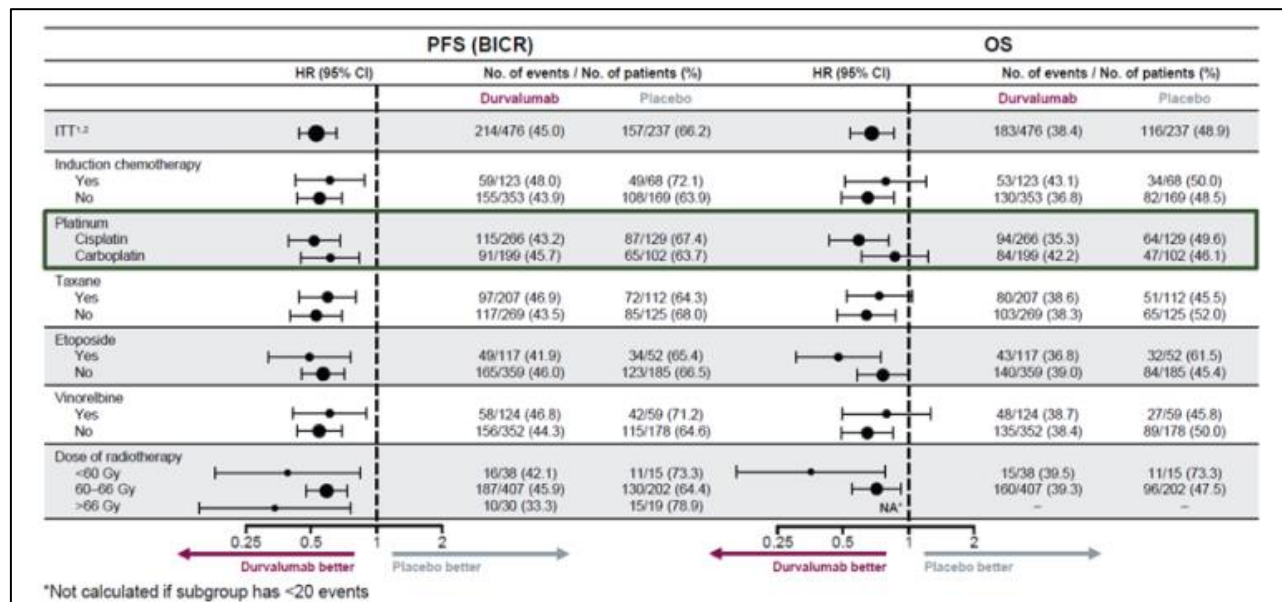 PFS (BICR) OS
HR (95% CI) No. of events / No. of patients (%) HR (95% CI) No. of events / No. of patients (%)
Durvalumab Placebo Durvalumab Placebo
ITT¹,² 214/476 (45.0) 157/237 (66.2) 183/476 (38.4) 116/237 (48.9)
Induction chemotherapy
Yes 59/123 (48.0) 49/68 (72.1) 53/123 (43.1) 34/68 (50.0)
No 155/353 (43.9) 108/169 (63.9) 130/353 (36.8) 82/169 (48.5)
Platinum
Cisplatin 115/266 (43.2) 87/129 (67.4) 94/266 (35.3) 64/129 (49.6)
Carboplatin 91/199 (45.7) 65/102 (63.7) 84/199 (42.2) 47/102 (46.1)
Taxane
Yes 97/207 (46.9) 72/112 (64.3) 80/207 (38.6) 51/112 (45.5)
No 117/269 (43.5) 85/125 (68.0) 103/269 (38.3) 65/125 (52.0)
Etoposide
Yes 49/117 (41.9) 34/52 (65.4) 43/117 (36.8) 32/52 (61.5)
No 165/359 (46.0) 123/185 (66.5) 140/359 (39.0) 84/185 (45.4)
Vinorelbine
Yes 58/124 (46.8) 42/59 (71.2) 48/124 (38.7) 27/59 (45.8)
No 156/352 (44.3) 115/178 (64.6) 135/352 (38.4) 89/178 (50.0)
Dose of radiotherapy
<60 Gy 16/38 (42.1) 11/15 (73.3) 15/38 (39.5) 11/15 (73.3)
60–66 Gy 187/407 (45.9) 130/202 (64.4) 160/407 (39.3) 96/202 (47.5)
>66 Gy 10/30 (33.3) 15/19 (78.9) NA* – –
0.25 0.5 1 2 0.25 0.5 1 2
Durvalumab better Placebo better Durvalumab better Placebo better
*Not calculated if subgroup has <20 events